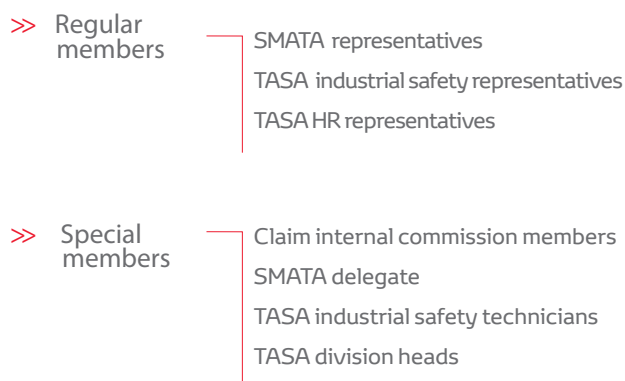 >> Regular
members
SMATA representatives
TASA industrial safety representatives
TASA HR representatives
>> Special
members
Claim internal commission members
SMATA delegate
TASA industrial safety technicians
TASA division heads